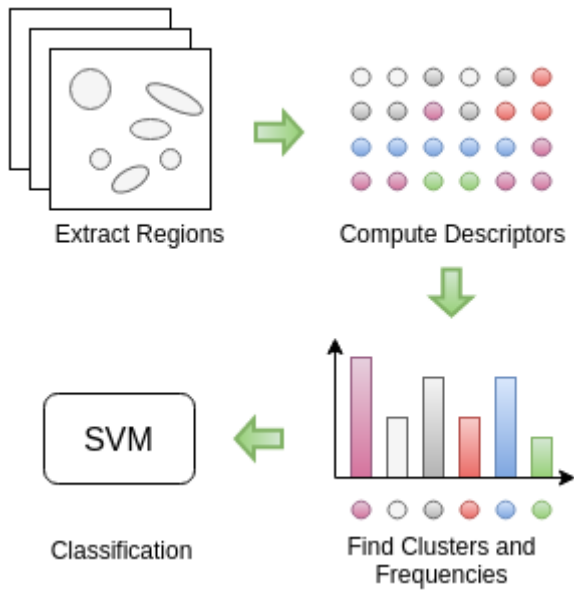 Extract Regions
Compute Descriptors
SVM
Classification
Find Clusters and
Frequencies